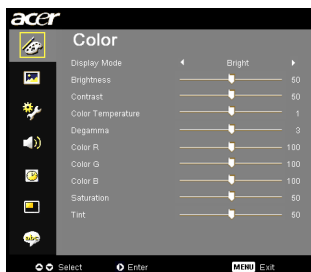 acer
Color
Display Mode Bright
Brightness 50
Contrast 50
Color Temperature 1
Degamma 3
Color R 100
Color G 100
Color B 100
Saturation 50
Tint 50
abc
Select Enter MENU Exit